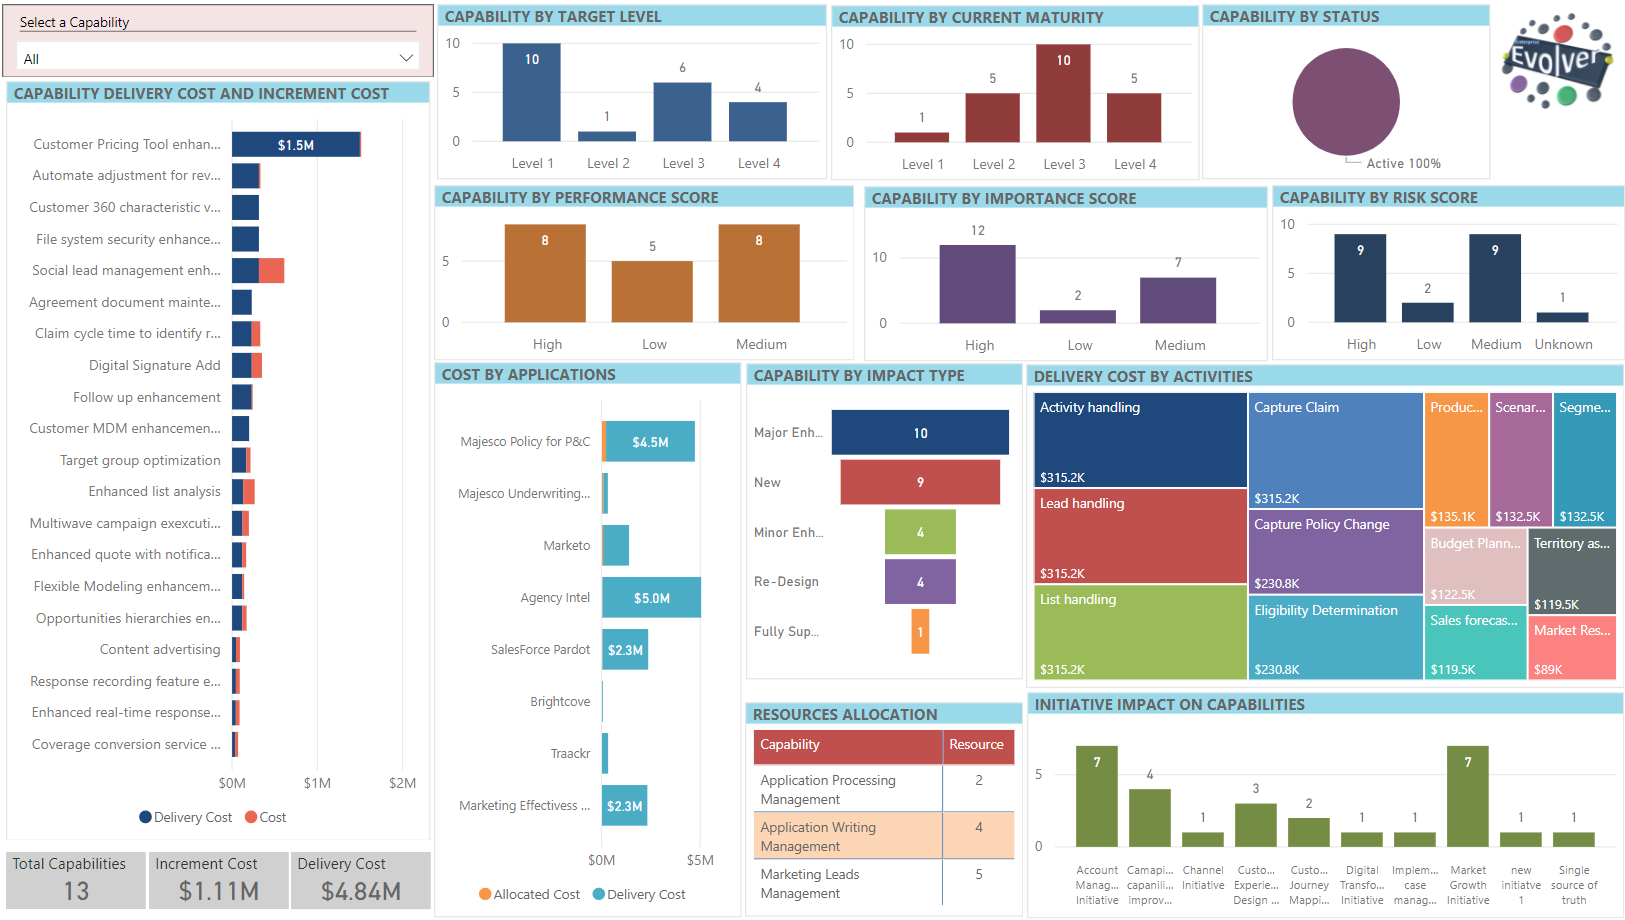 Select a Capability
All
CAPABILITY DELIVERY COST AND INCREMENT COST
Customer Pricing Tool enhan...
$1.5M
Automate adjustment for rev...
Customer 360 characteristic v...
File system security enhance...
Social lead management enh...
Agreement document mainte...
Claim cycle time to identify r...
Digital Signature Add
Follow up enhancement
Customer MDM enhancemen...
Target group optimization
Enhanced list analysis
Multiwave campaign exexcuti...
Enhanced quote with notifica...
Flexible Modeling enhancem...
Opportunities hierarchies en...
Content advertising
Response recording feature e...
Enhanced real-time response...
Coverage conversion service ...
$0M $1M $2M
Delivery Cost Cost
Total Capabilities
13
Increment Cost
$1.11M
Delivery Cost
$4.84M
CAPABILITY BY TARGET LEVEL
10
5
0
10 1 6 4
Level 1 Level 2 Level 3 Level 4
CAPABILITY BY CURRENT MATURITY
10
5
0
1 5 10 5
Level 1 Level 2 Level 3 Level 4
CAPABILITY BY STATUS
Active 100%
Enterprise
Evolver
CAPABILITY BY PERFORMANCE SCORE
5
0
8 5 8
High Low Medium
CAPABILITY BY IMPORTANCE SCORE
10
0
12 2 7
High Low Medium
CAPABILITY BY RISK SCORE
10
5
0
9 2 9 1
High Low Medium Unknown
COST BY APPLICATIONS
Majesco Policy for P&C $4.5M
Majesco Underwriting...
Marketo
Agency Intel $5.0M
SalesForce Pardot $2.3M
Brightcove
Traackr
Marketing Effectivess ... $2.3M
$0M $5M
Allocated Cost Delivery Cost
CAPABILITY BY IMPACT TYPE
Major Enh... 10
New 9
Minor Enh... 4
Re-Design 4
Fully Sup... 1
DELIVERY COST BY ACTIVITIES
Activity handling
$315.2K
Lead handling
$315.2K
List handling
$315.2K
Capture Claim
$315.2K
Capture Policy Change
$230.8K
Eligibility Determination
$230.8K
Produc...
$135.1K
Scenar...
$132.5K
Segme...
$132.5K
Budget Plann...
$122.5K
Territory as...
$119.5K
Sales forecas...
$119.5K
Market Res...
$89K
RESOURCES ALLOCATION
Capability Resource
Application Processing
Management
2
Application Writing
Management
4
Marketing Leads
Management
5
INITIATIVE IMPACT ON CAPABILITIES
5
0
7 4 1 3 2 1 1 7 1 1
Account
Manag...
Initiative
Camapi...
capanili...
improv...
Channel
Initiative
Custo...
Experie...
Design ...
Custo...
Journey
Mappi...
Digital
Transfo...
Initiative
Implem...
case
manag...
Market
Growth
Initiative
new
initiatve
1
Single
source of
truth